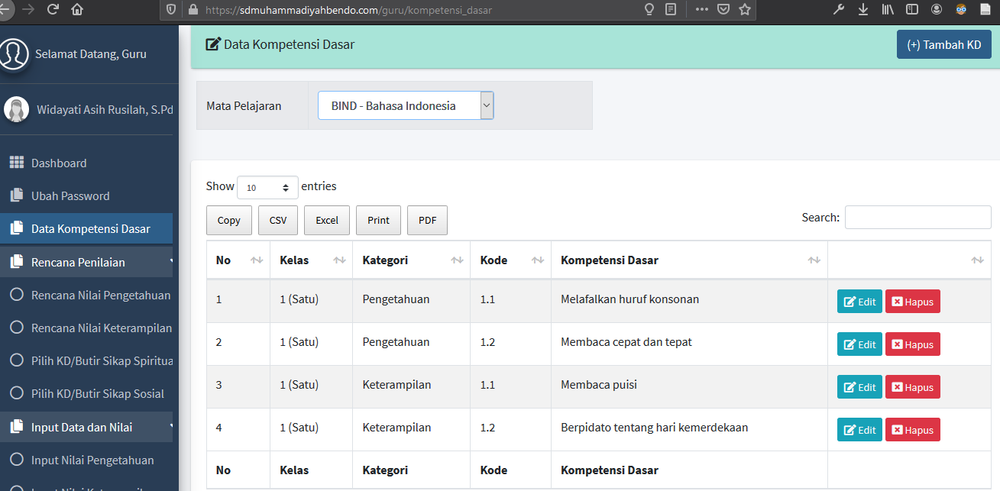 https://sdmuhammadiyahbendo.com/guru/kompetensi_dasar
Selamat Datang, Guru
Widayati Asih Rusilah, S.Pd
Dashboard
Ubah Password
Data Kompetensi Dasar
Rencana Penilaian
Rencana Nilai Pengetahuan
Rencana Nilai Keterampilan
Pilih KD/Butir Sikap Spiritua
Pilih KD/Butir Sikap Sosial
Input Data dan Nilai
Input Nilai Pengetahuan
Data Kompetensi Dasar
(+) Tambah KD
Mata Pelajaran BIND - Bahasa Indonesia
Show 10 entries
Copy CSV Excel Print PDF
Search:
No Kelas Kategori Kode Kompetensi Dasar
1 1 (Satu) Pengetahuan 1.1 Melafalkan huruf konsonan Edit Hapus
2 1 (Satu) Pengetahuan 1.2 Membaca cepat dan tepat Edit Hapus
3 1 (Satu) Keterampilan 1.1 Membaca puisi Edit Hapus
4 1 (Satu) Keterampilan 1.2 Berpidato tentang hari kemerdekaan Edit Hapus
No Kelas Kategori Kode Kompetensi Dasar